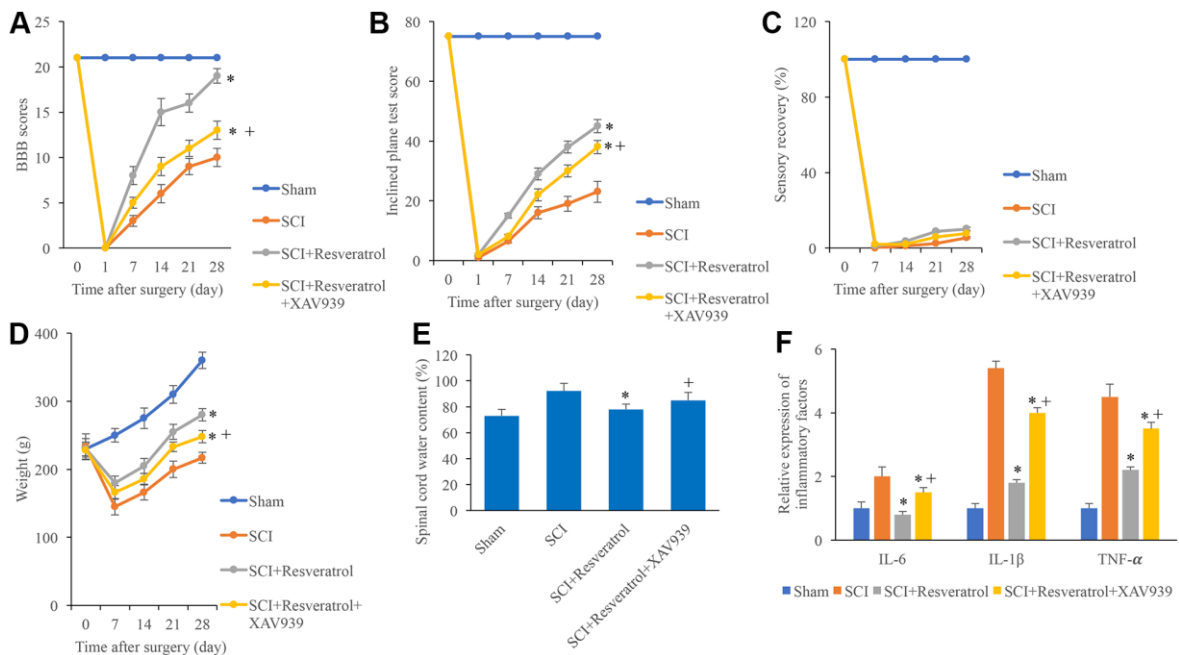 A
BBB scores
25
20
15
10
5
0
0 1 7 14 21 28
Time after surgery (day)
*
* +
Sham
SCI
SCI+Resveratrol
SCI+Resveratrol
+XAV939
B
Inclined plane test score
80
60
40
20
0
0 1 7 14 21 28
Time after surgery (day)
*
*+
Sham
SCI
SCI+Resveratrol
SCI+Resveratrol
+XAV939
C
Sensory recovery (%)
120
80
40
0
0 7 14 21 28
Time after surgery (day)
Sham
SCI
SCI+Resveratrol
SCI+Resveratrol
+XAV939
D
Weight (g)
400
300
200
100
0
0 7 14 21 28
Time after surgery (day)
*
*+
Sham
SCI
SCI+Resveratrol
SCI+Resveratrol+
XAV939
E
Spinal cord water content (%)
120
100
80
60
40
20
0
*
+
Sham
SCI
SCI+Resveratrol
SCI+Resveratrol+XAV939
F
Relative expression of
inflammatory factors
6
4
2
0
* *+
* *+
* *+
IL-6 IL-1β TNF-α
Sham SCI SCI+Resveratrol SCI+Resveratrol+XAV939